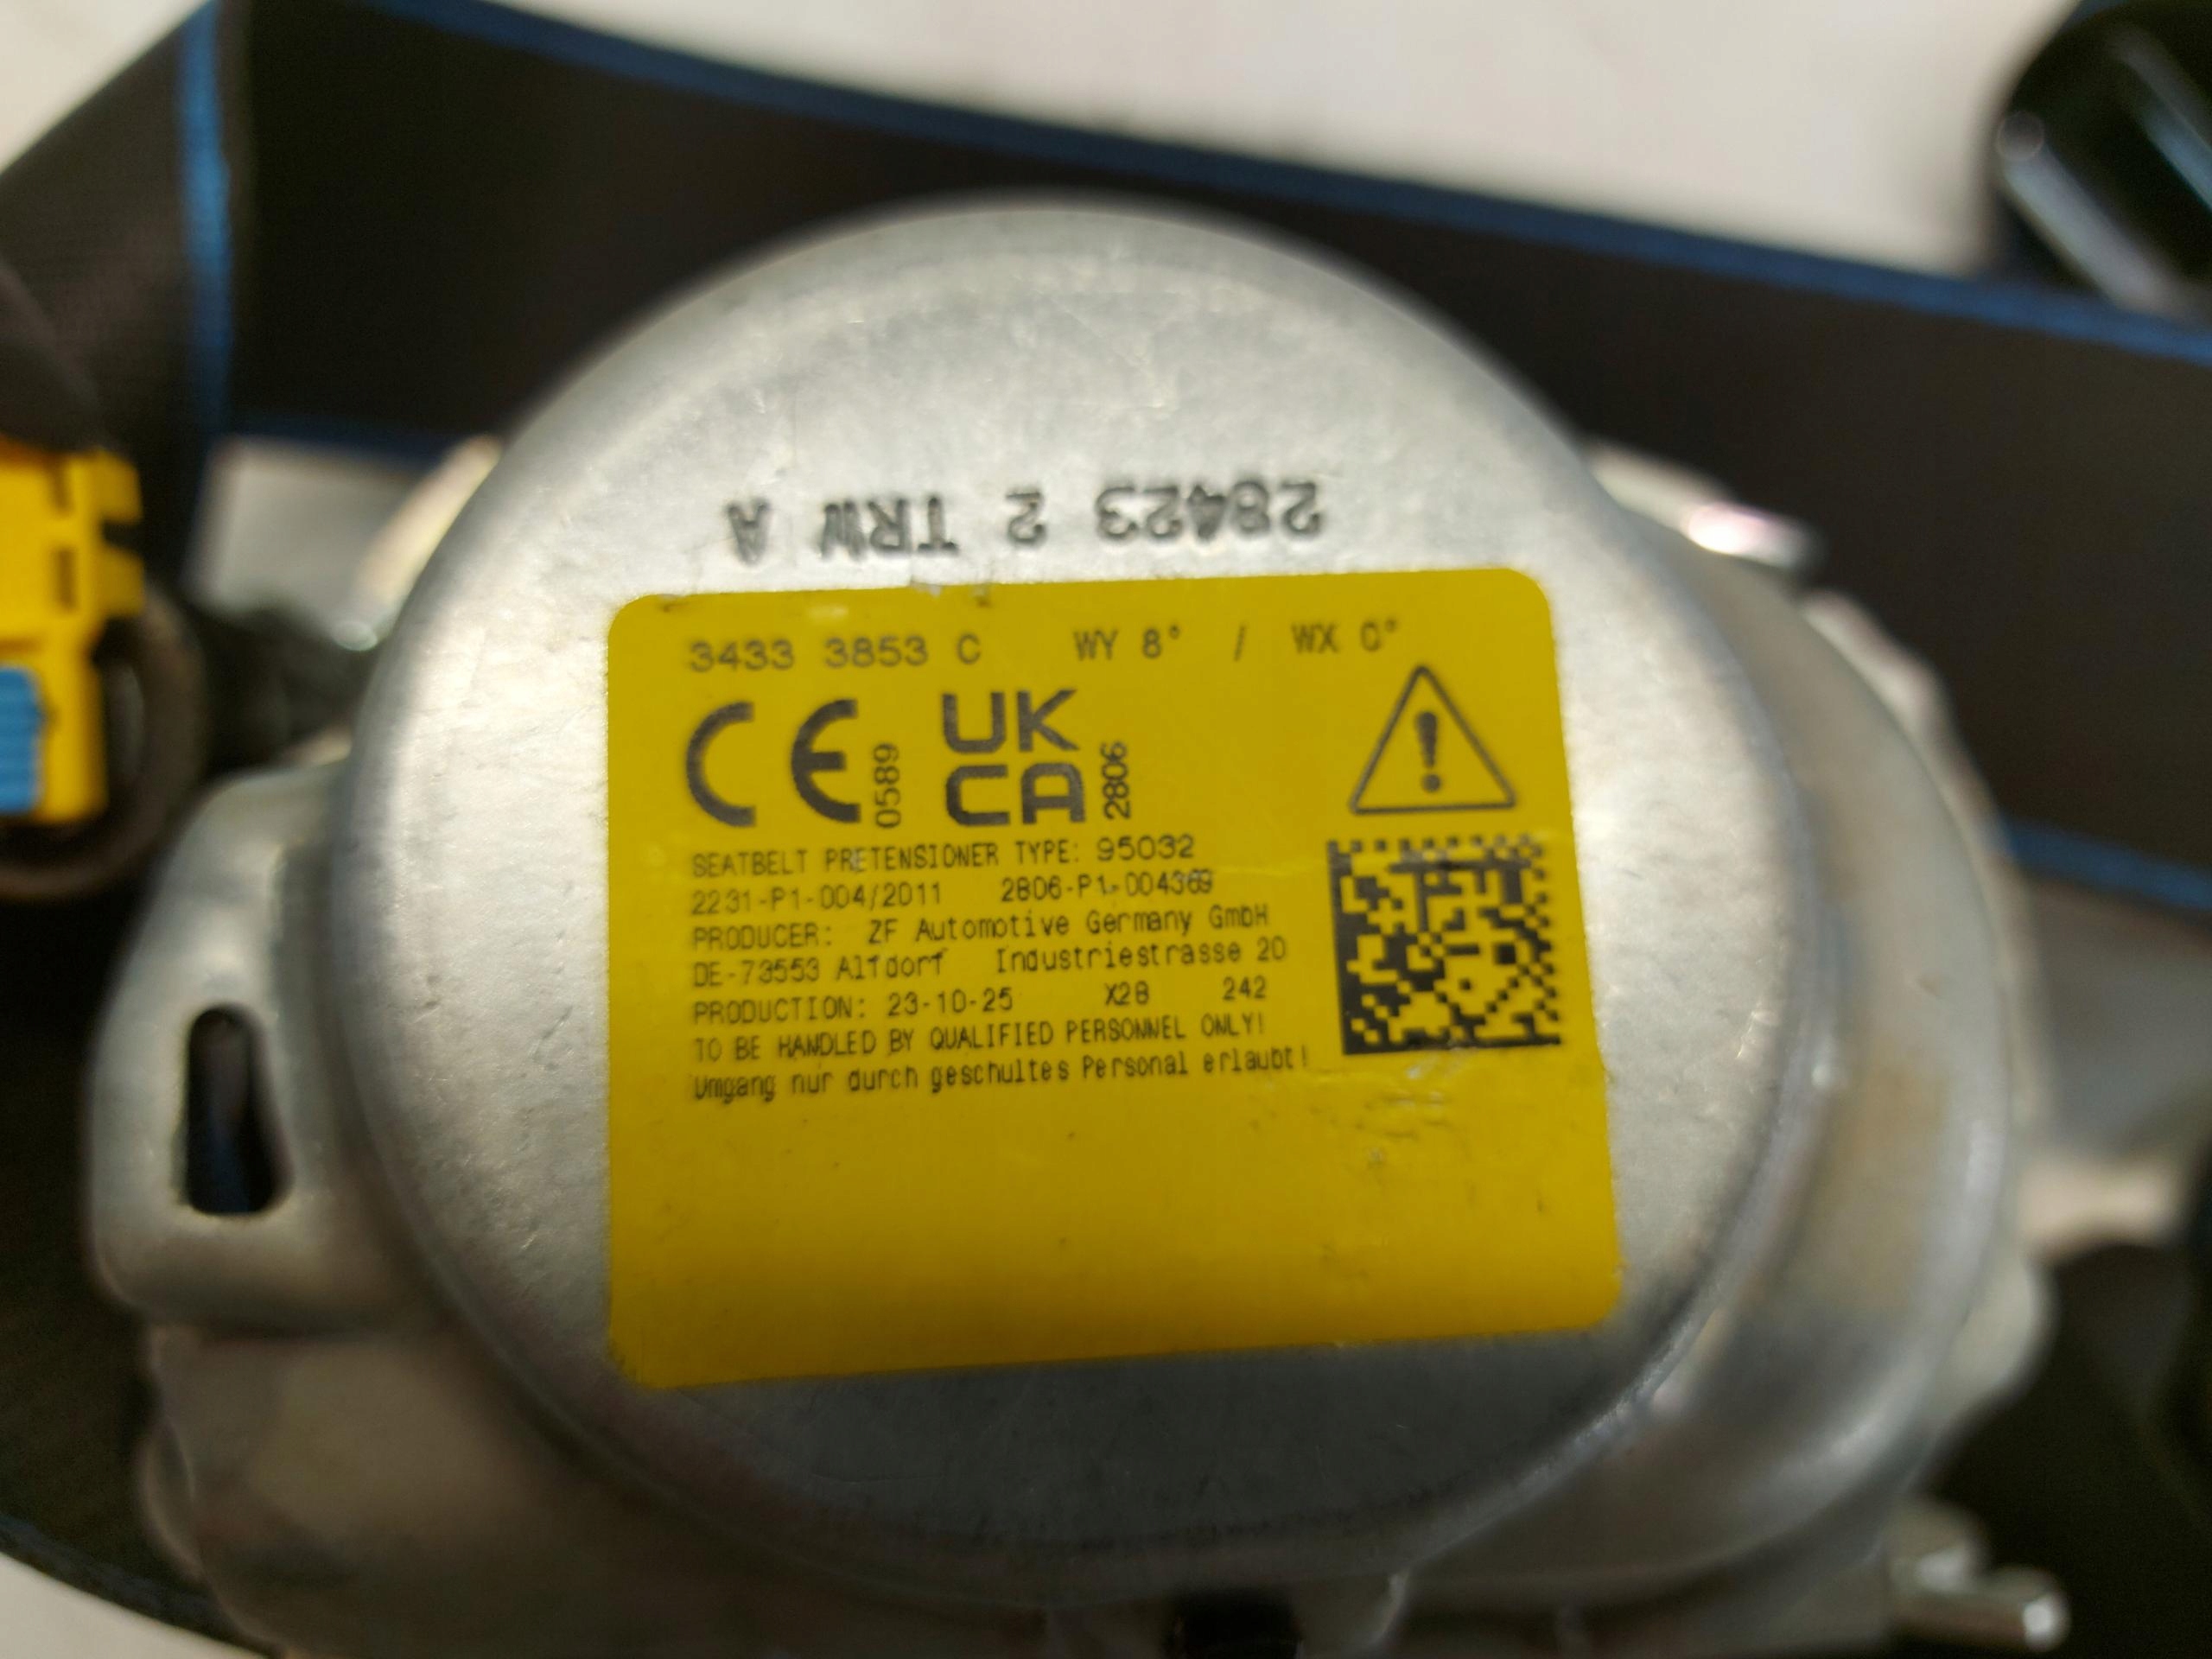 28423 2 TRW A
3433 3853 C WY 8° / WX 0°
CE 0589 UK CA 2806
SEATBELT PRETENSIONER TYPE: 95032
2231-P1-004/2011 2806-P1-004369
PRODUCER: ZF Automotive Germany GmbH
DE-73553 Alfdorf Industriestrasse 20
PRODUCTION: 23-10-25 X28 242
TO BE HANDLED BY QUALIFIED PERSONNEL ONLY!
Umgang nur durch geschultes Personal erlaubt!